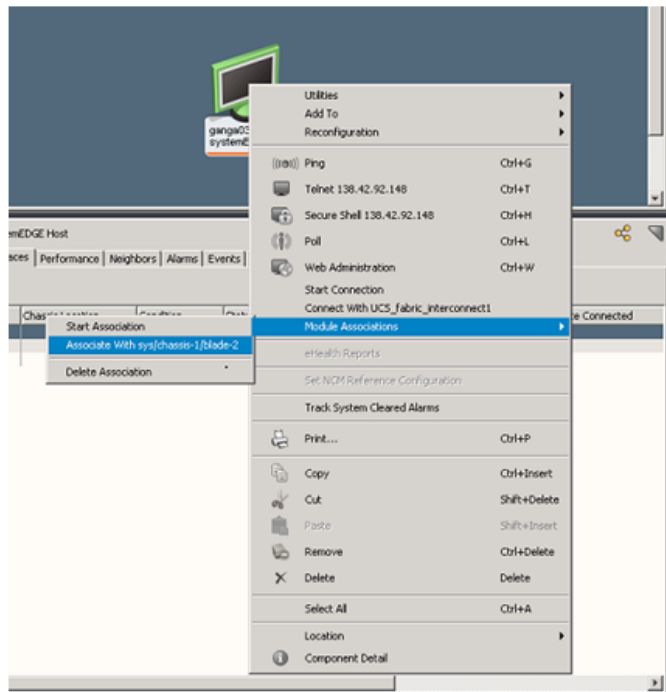 ganga03
systemE
Utilities
Add To
Reconfiguration
Ping Ctrl+G
Telnet 138.42.92.148 Ctrl+T
Secure Shell 138.42.92.148 Ctrl+H
Poll Ctrl+L
Web Administration Ctrl+W
Start Connection
Connect With UCS_fabric_interconnect1
Module Associations
eHealth Reports
Set NCM Reference Configuration
Track System Cleared Alarms
Print... Ctrl+P
Copy Ctrl+Insert
Cut Shift+Delete
Paste Shift+Insert
Remove Ctrl+Delete
Delete Delete
Select All Ctrl+A
Location
Component Detail
emEDGE Host
aces Performance Neighbors Alarms Events
Chassis Location Condition e Connected
Start Association
Associate With sys/chassis-1/blade-2
Delete Association